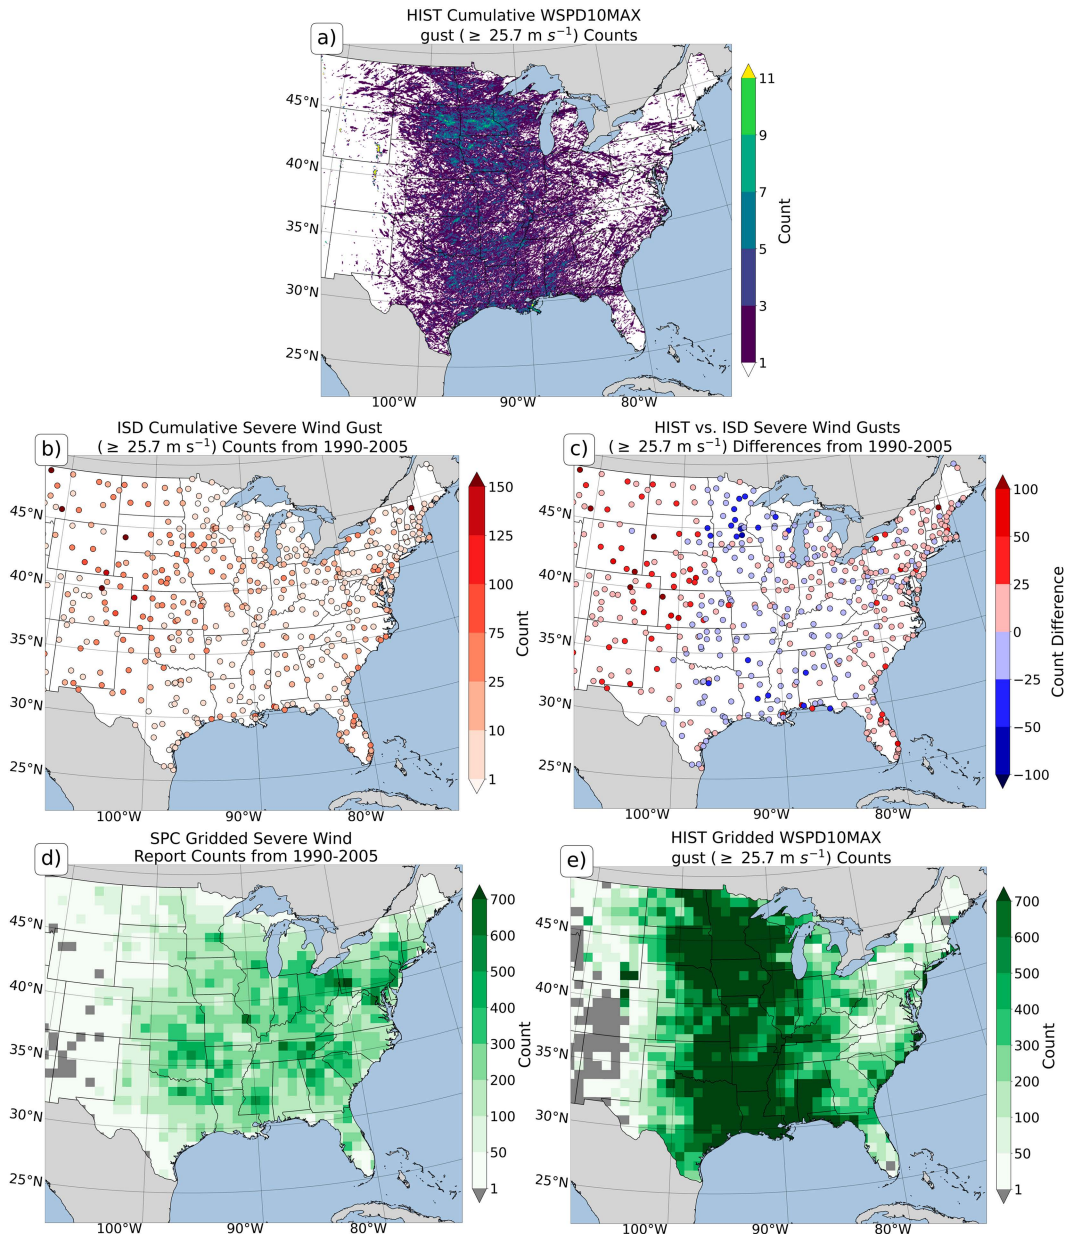 HIST Cumulative WSPD10MAX
gust (≥ 25.7 m s⁻¹) Counts
a)
45°N
40°N
35°N
30°N
25°N
100°W
90°W
80°W
11
9
7
5
3
1
Count
ISD Cumulative Severe Wind Gust
(≥ 25.7 m s⁻¹) Counts from 1990-2005
b)
45°N
40°N
35°N
30°N
25°N
100°W
90°W
80°W
150
125
100
75
25
10
1
Count
HIST vs. ISD Severe Wind Gusts
(≥ 25.7 m s⁻¹) Differences from 1990-2005
c)
45°N
40°N
35°N
30°N
25°N
100°W
90°W
80°W
100
50
25
0
−25
−50
−100
Count Difference
SPC Gridded Severe Wind
Report Counts from 1990-2005
d)
45°N
40°N
35°N
30°N
25°N
100°W
90°W
80°W
700
600
500
400
300
200
100
50
1
Count
HIST Gridded WSPD10MAX
gust (≥ 25.7 m s⁻¹) Counts
e)
45°N
40°N
35°N
30°N
25°N
100°W
90°W
80°W
700
600
500
400
300
200
100
50
1
Count